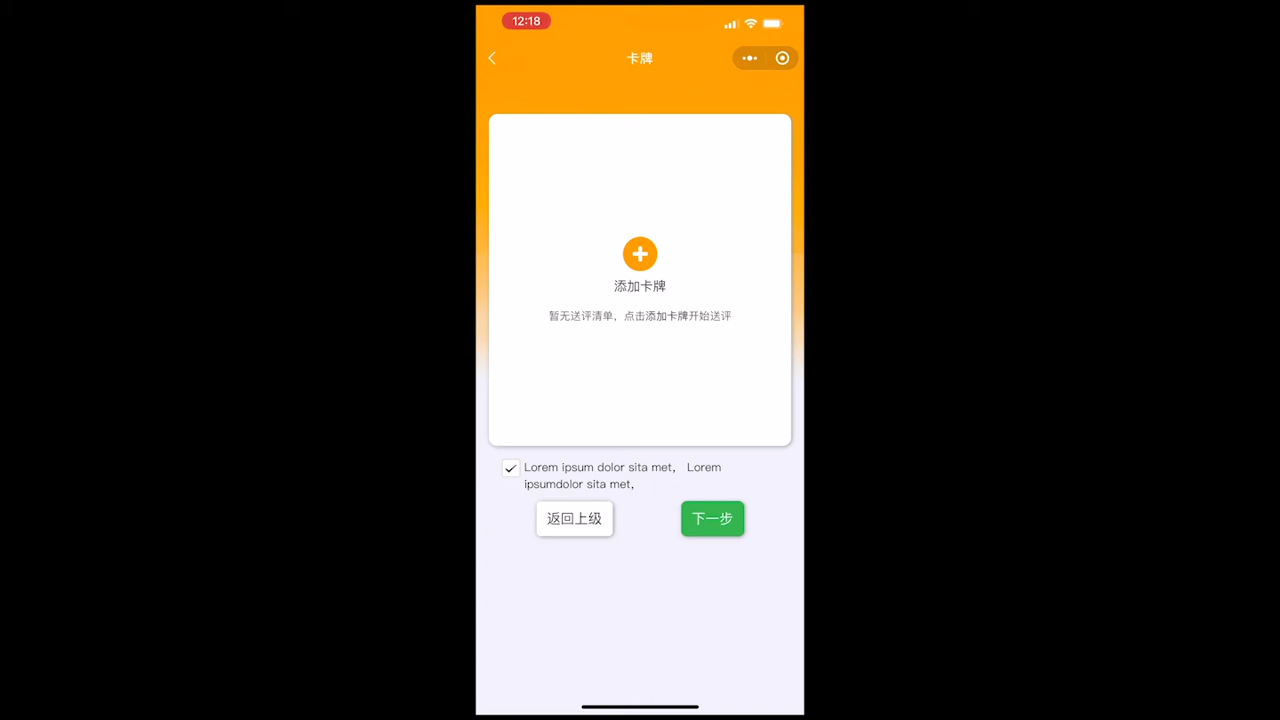 12:18
卡牌
添加卡牌
暂无送评清单，点击添加卡牌开始送评
Lorem ipsum dolor sita met， Lorem
ipsumdolor sita met，
返回上级
下一步